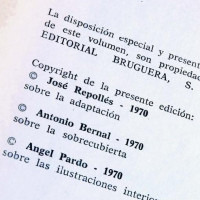 La disposición especial y present
de este volumen, son propiedad
EDITORIAL BRUGUERA, S.
Copyright de la presente edición:
© José Repollés - 1970
sobre la adaptación
© Antonio Bernal - 1970
sobre la sobrecubierta
© Angel Pardo - 1970
sobre las ilustraciones interior